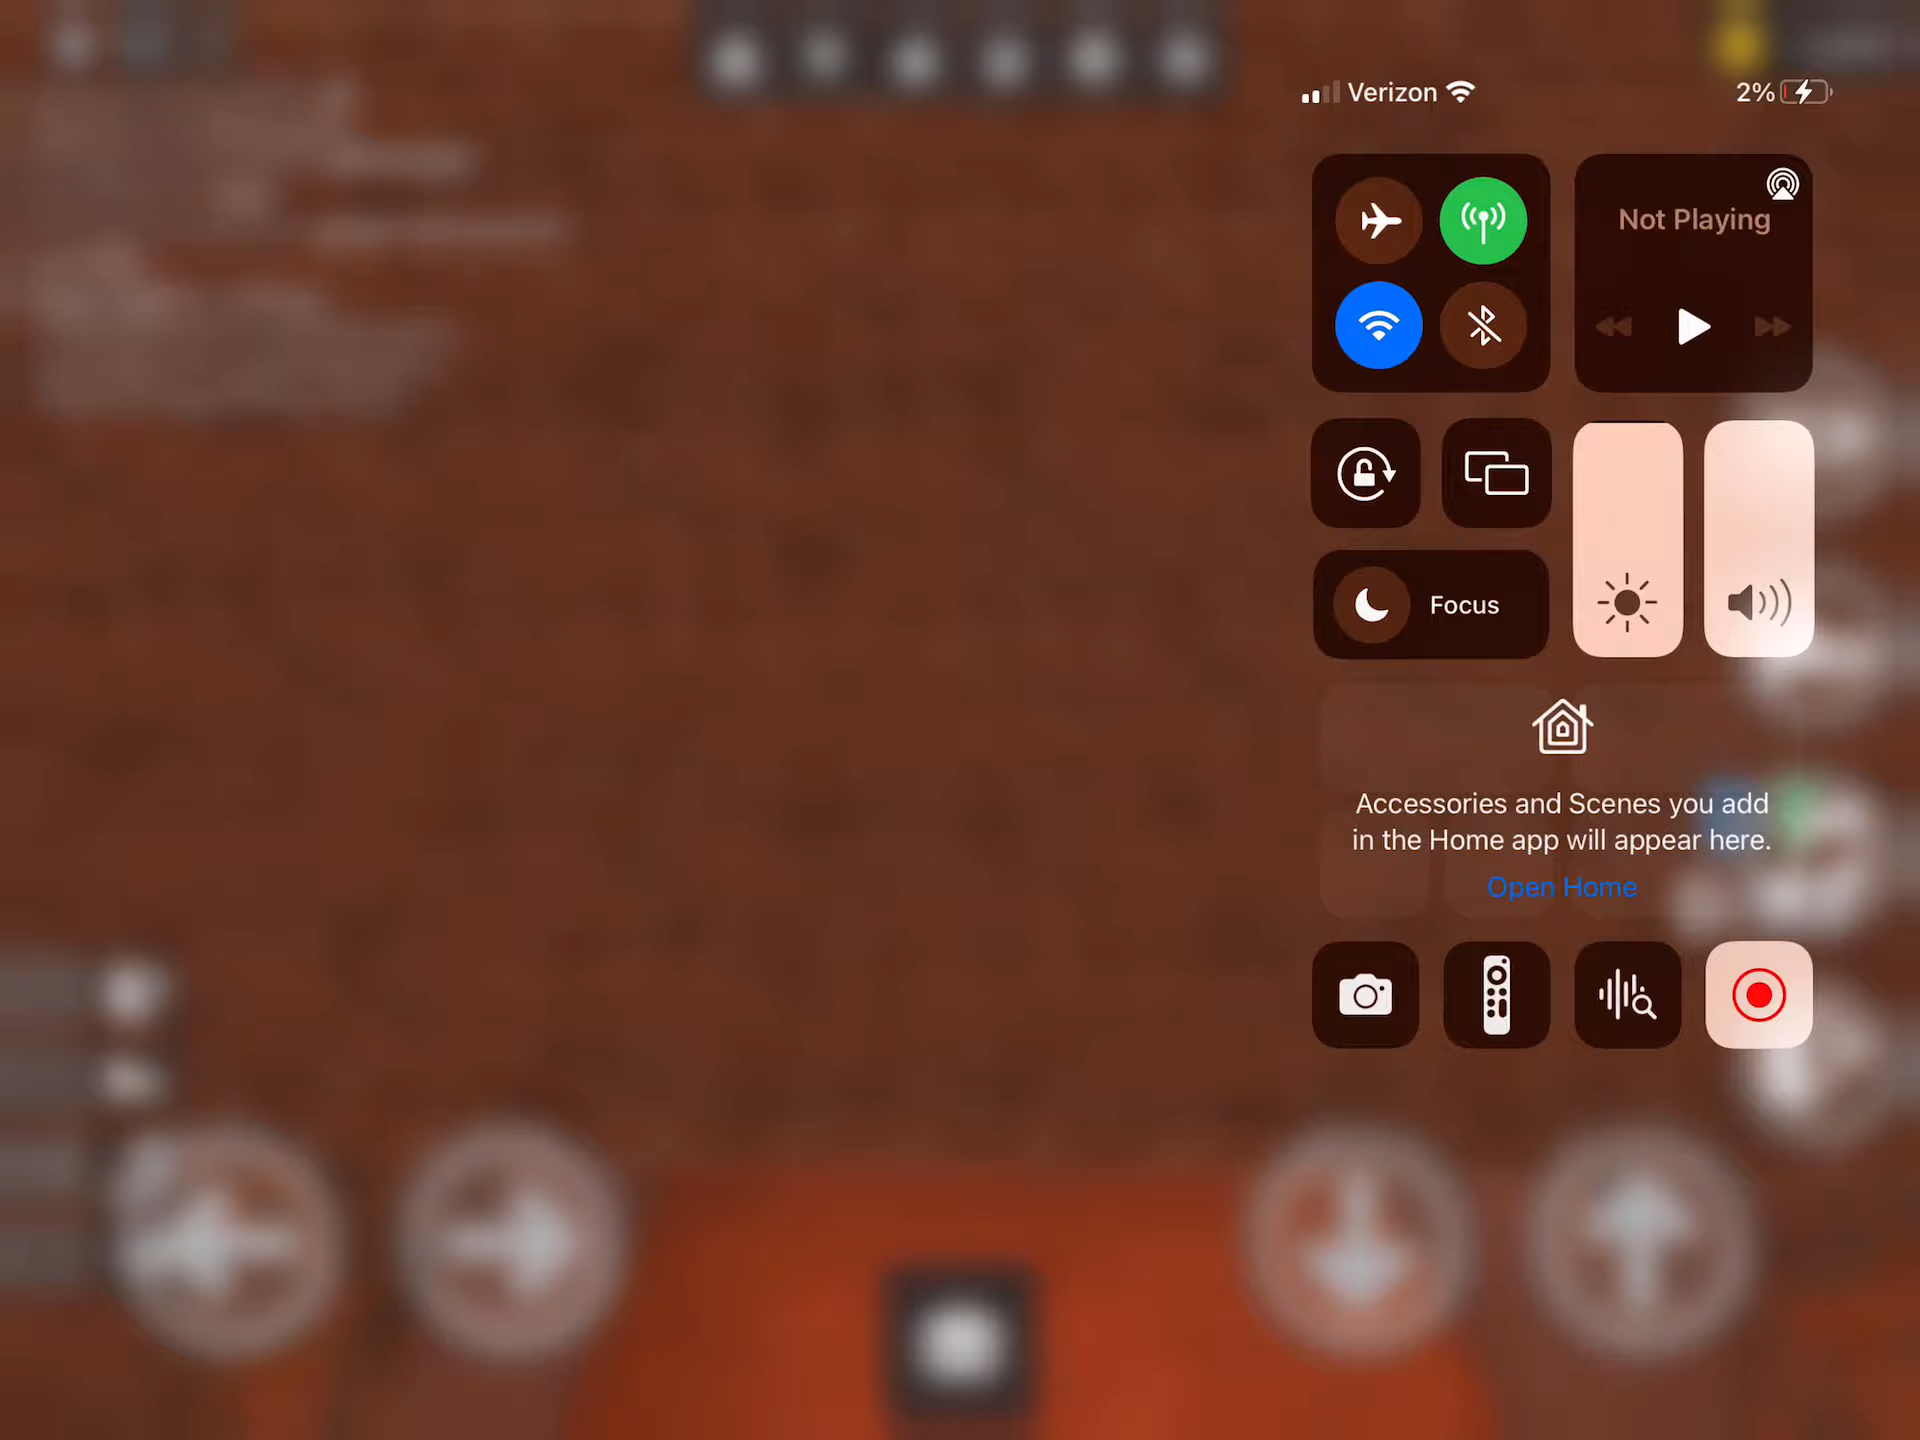 Verizon
2%
Not Playing
Focus
Accessories and Scenes you add
in the Home app will appear here.
Open Home